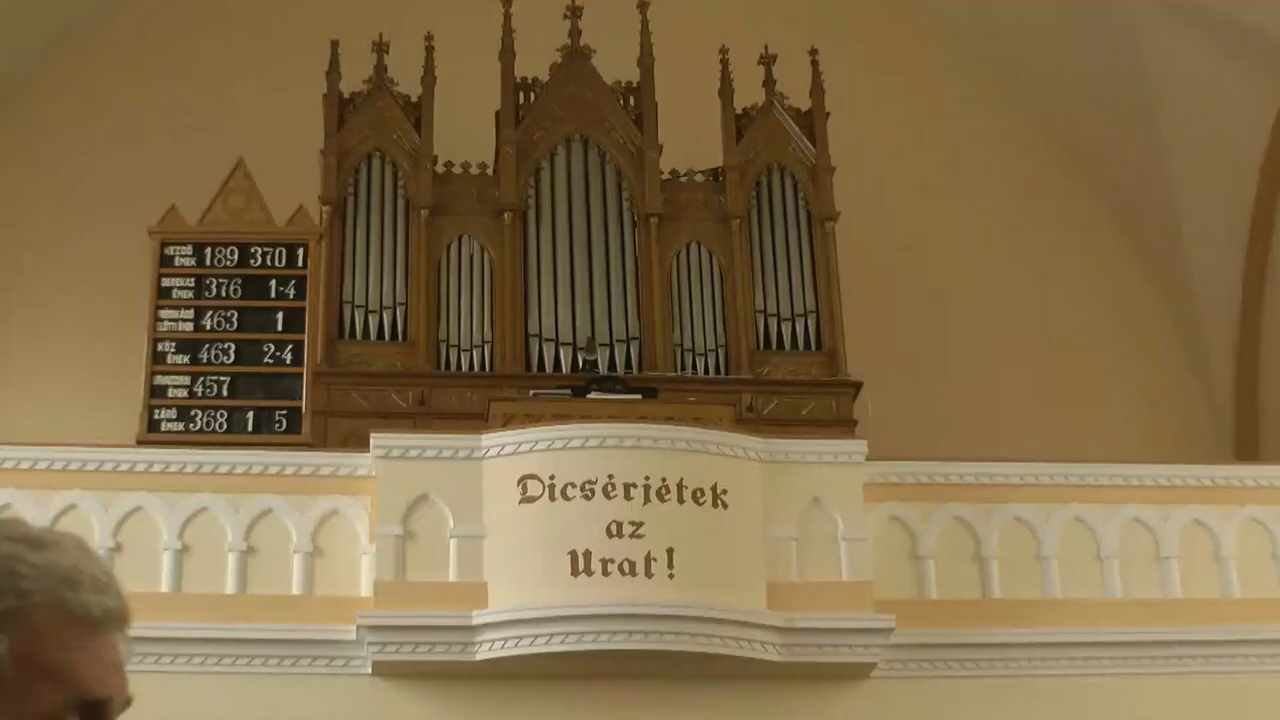 KEZDŐ
ÉNEK 189 370 1
DEREKAS
ÉNEK 376 1-4
463 1
KÖZ
ÉNEK 463 2-4
ÉNEK 457
ZÁRÓ
ÉNEK 368 1 5
Dicsérjétek
az
Urat!